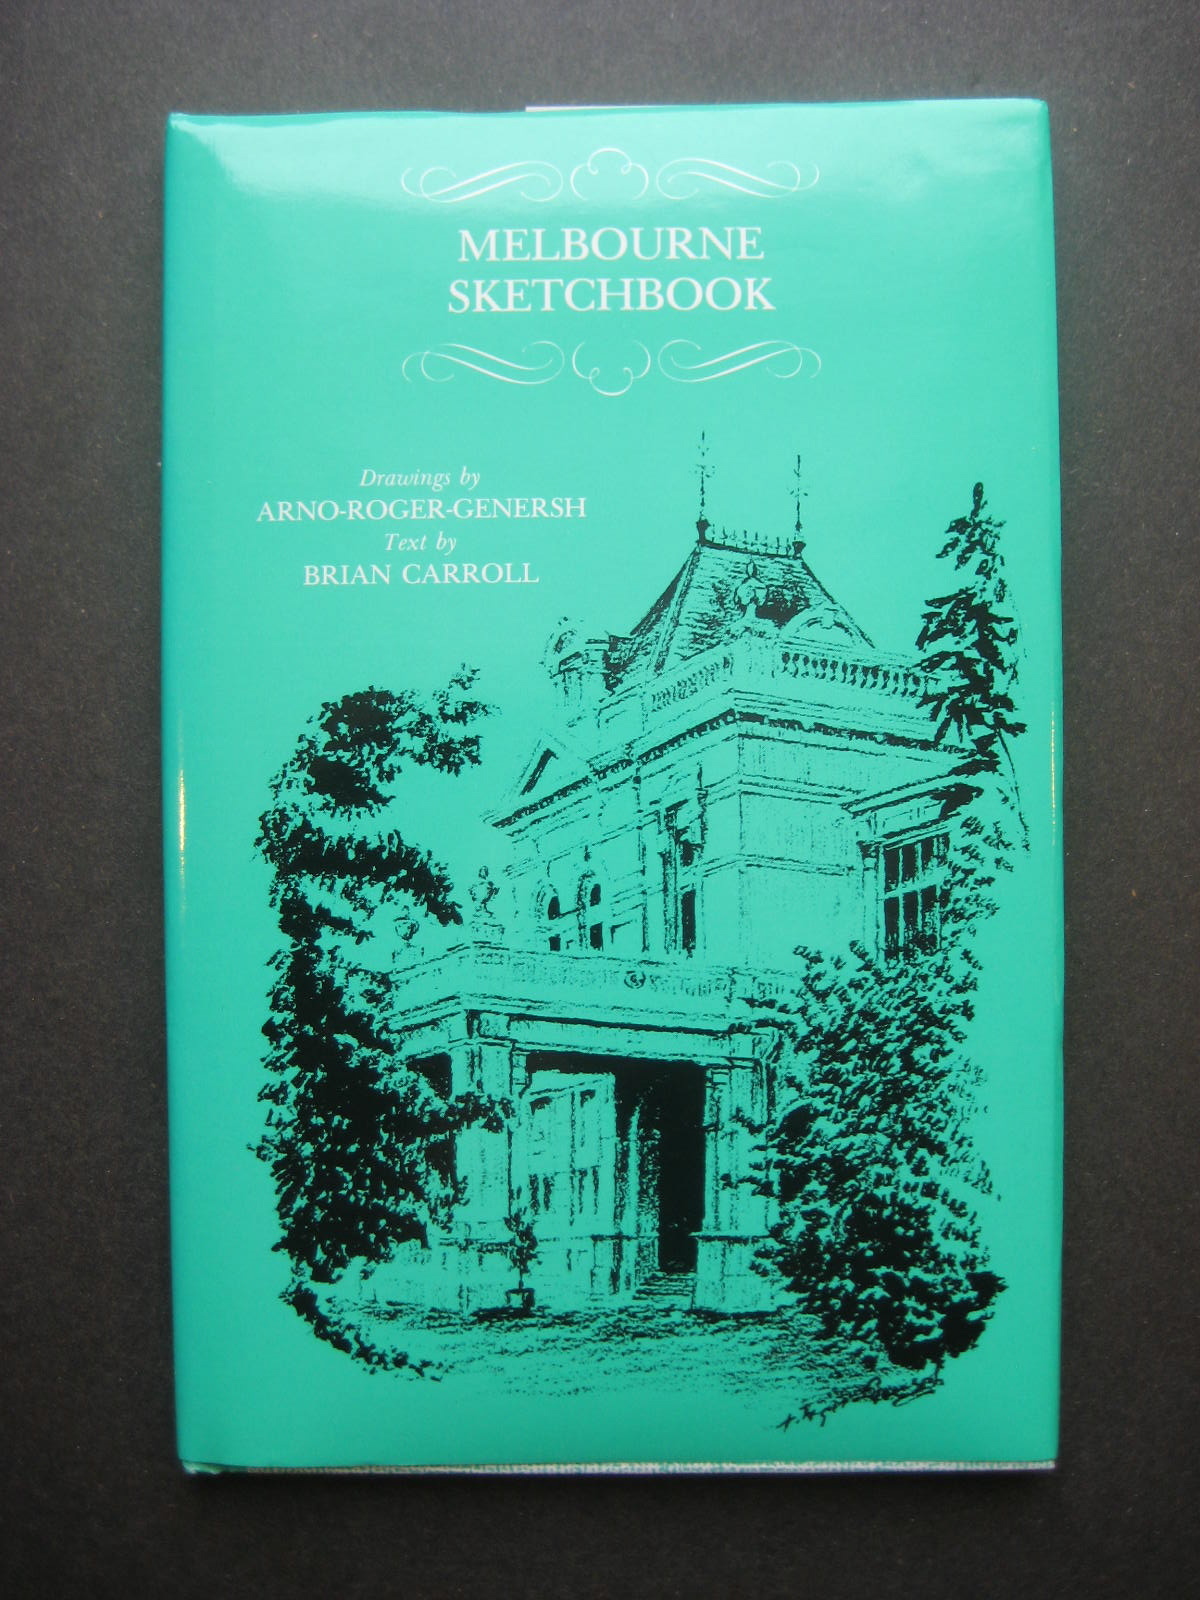 MELBOURNE
SKETCHBOOK
Drawings by
ARNO-ROGER-GENERSH
Text by
BRIAN CARROLL